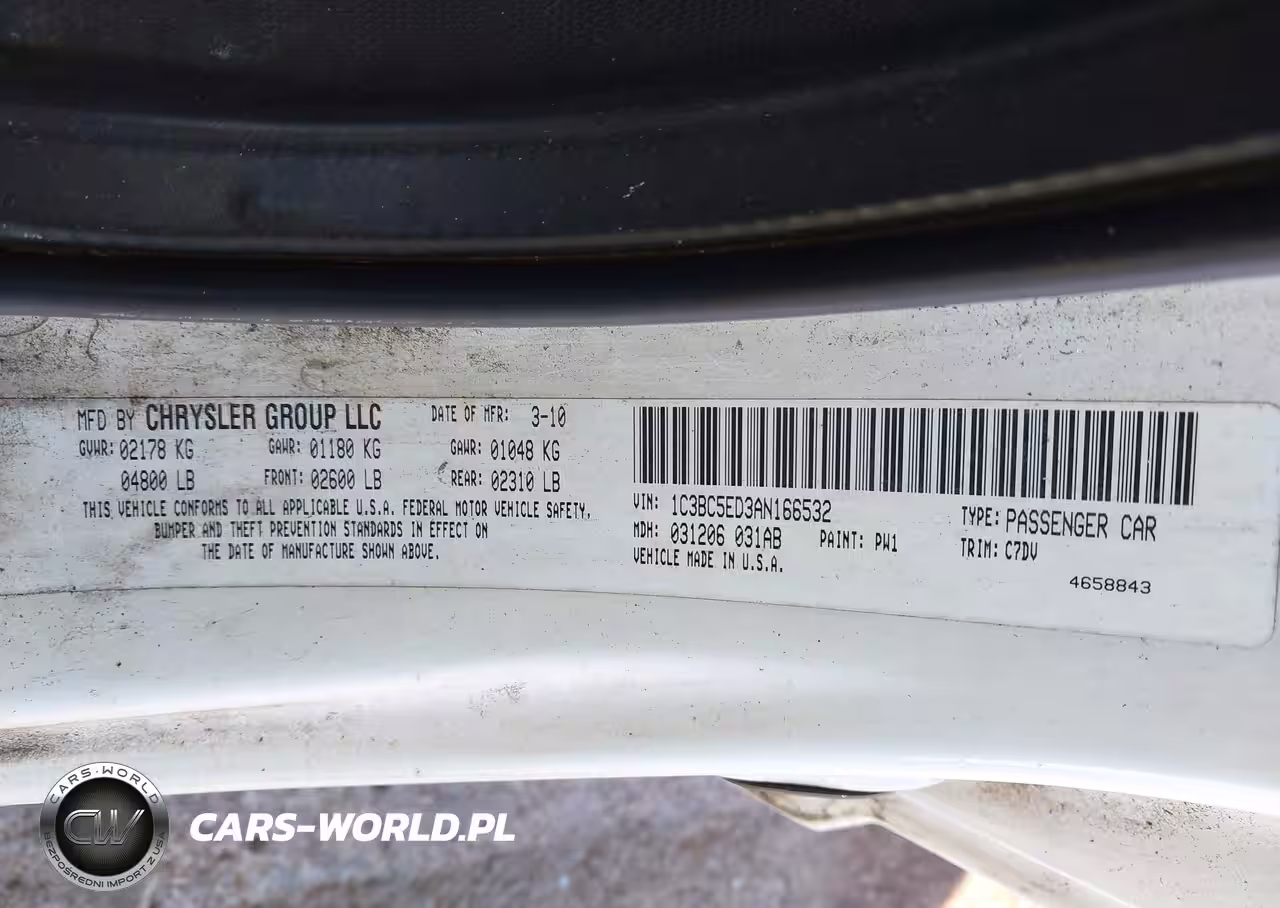 MFD BY CHRYSLER GROUP LLC DATE OF MFR: 3-10
GVWR: 02178 KG GAWR: 01180 KG GAWR: 01048 KG
04800 LB FRONT: 02600 LB REAR: 02310 LB
THIS VEHICLE CONFORMS TO ALL APPLICABLE U.S.A. FEDERAL MOTOR VEHICLE SAFETY,
BUMPER AND THEFT PREVENTION STANDARDS IN EFFECT ON
THE DATE OF MANUFACTURE SHOWN ABOVE.
VIN: 1C3BC5ED3AN166532 TYPE: PASSENGER CAR
MDH: 031206 031AB PAINT: PW1 TRIM: C7DV
VEHICLE MADE IN U.S.A.
4658843
CARS-WORLD
CW
BEZPOŚREDNI IMPORT Z USA
CARS-WORLD.PL